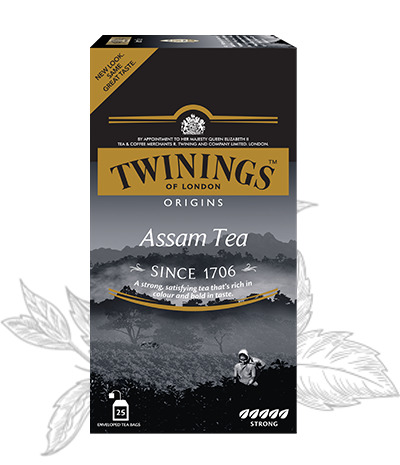 NEW LOOK.
SAME
GREAT TASTE.
BY APPOINTMENT TO HER MAJESTY QUEEN ELIZABETH II
TEA & COFFEE MERCHANTS R. TWINING AND COMPANY LIMITED. LONDON.
TWININGS™
OF LONDON
ORIGINS
Assam Tea
SINCE 1706
A strong, satisfying tea that's rich in
colour and bold in taste.
25
ENVELOPED TEA BAGS
STRONG